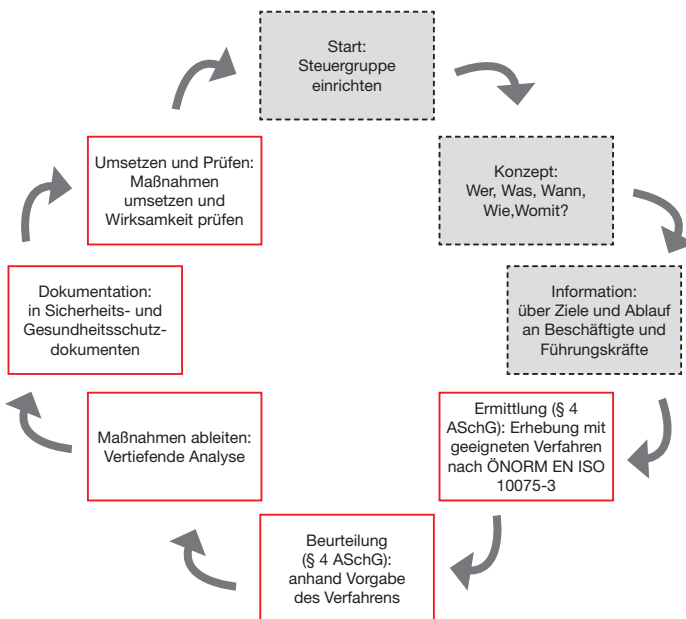 Start:
Steuergruppe
einrichten
Konzept:
Wer, Was, Wann,
Wie,Womit?
Information:
über Ziele und Ablauf
an Beschäftigte und
Führungskräfte
Ermittlung (§ 4
ASchG): Erhebung mit
geeigneten Verfahren
nach ÖNORM EN ISO
10075-3
Beurteilung
(§ 4 ASchG):
anhand Vorgabe
des Verfahrens
Maßnahmen ableiten:
Vertiefende Analyse
Dokumentation:
in Sicherheits- und
Gesundheitsschutz-
dokumenten
Umsetzen und Prüfen:
Maßnahmen
umsetzen und
Wirksamkeit prüfen